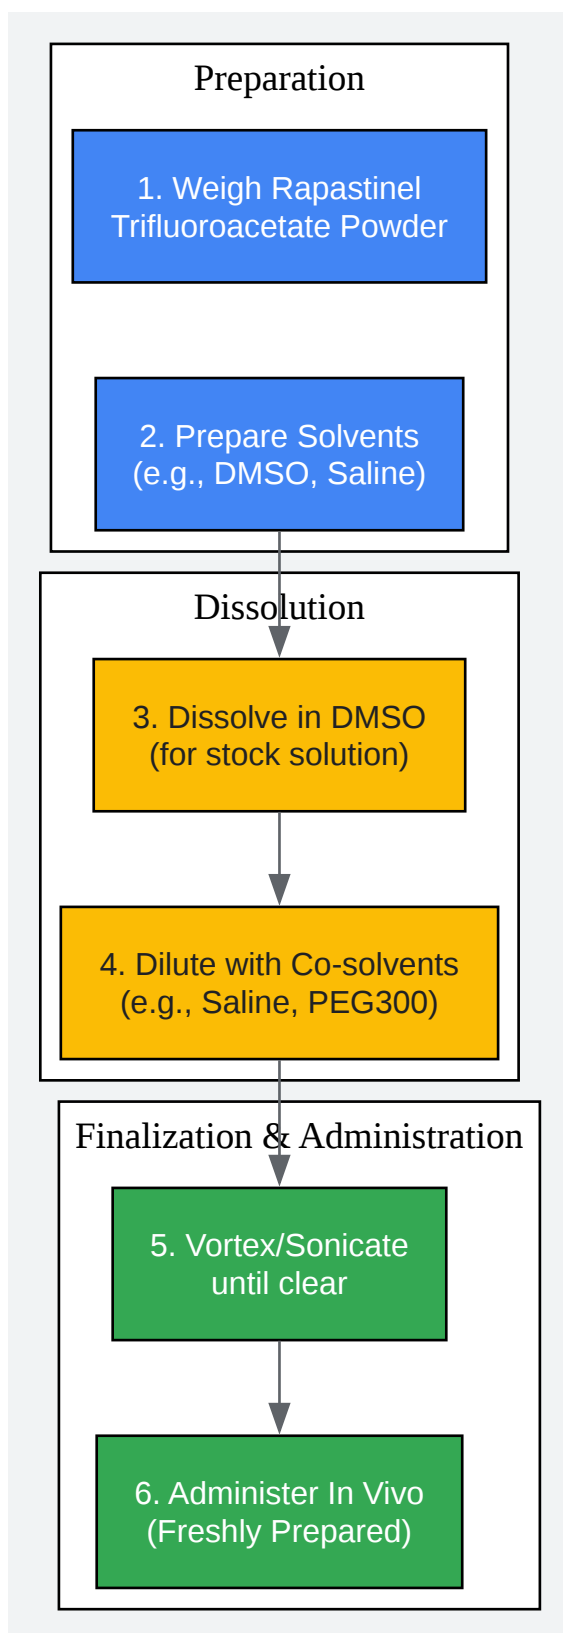 Preparation
1. Weigh Rapastinel
Trifluoroacetate Powder
2. Prepare Solvents
(e.g., DMSO, Saline)
Dissolution
3. Dissolve in DMSO
(for stock solution)
4. Dilute with Co-solvents
(e.g., Saline, PEG300)
Finalization & Administration
5. Vortex/Sonicate
until clear
6. Administer In Vivo
(Freshly Prepared)